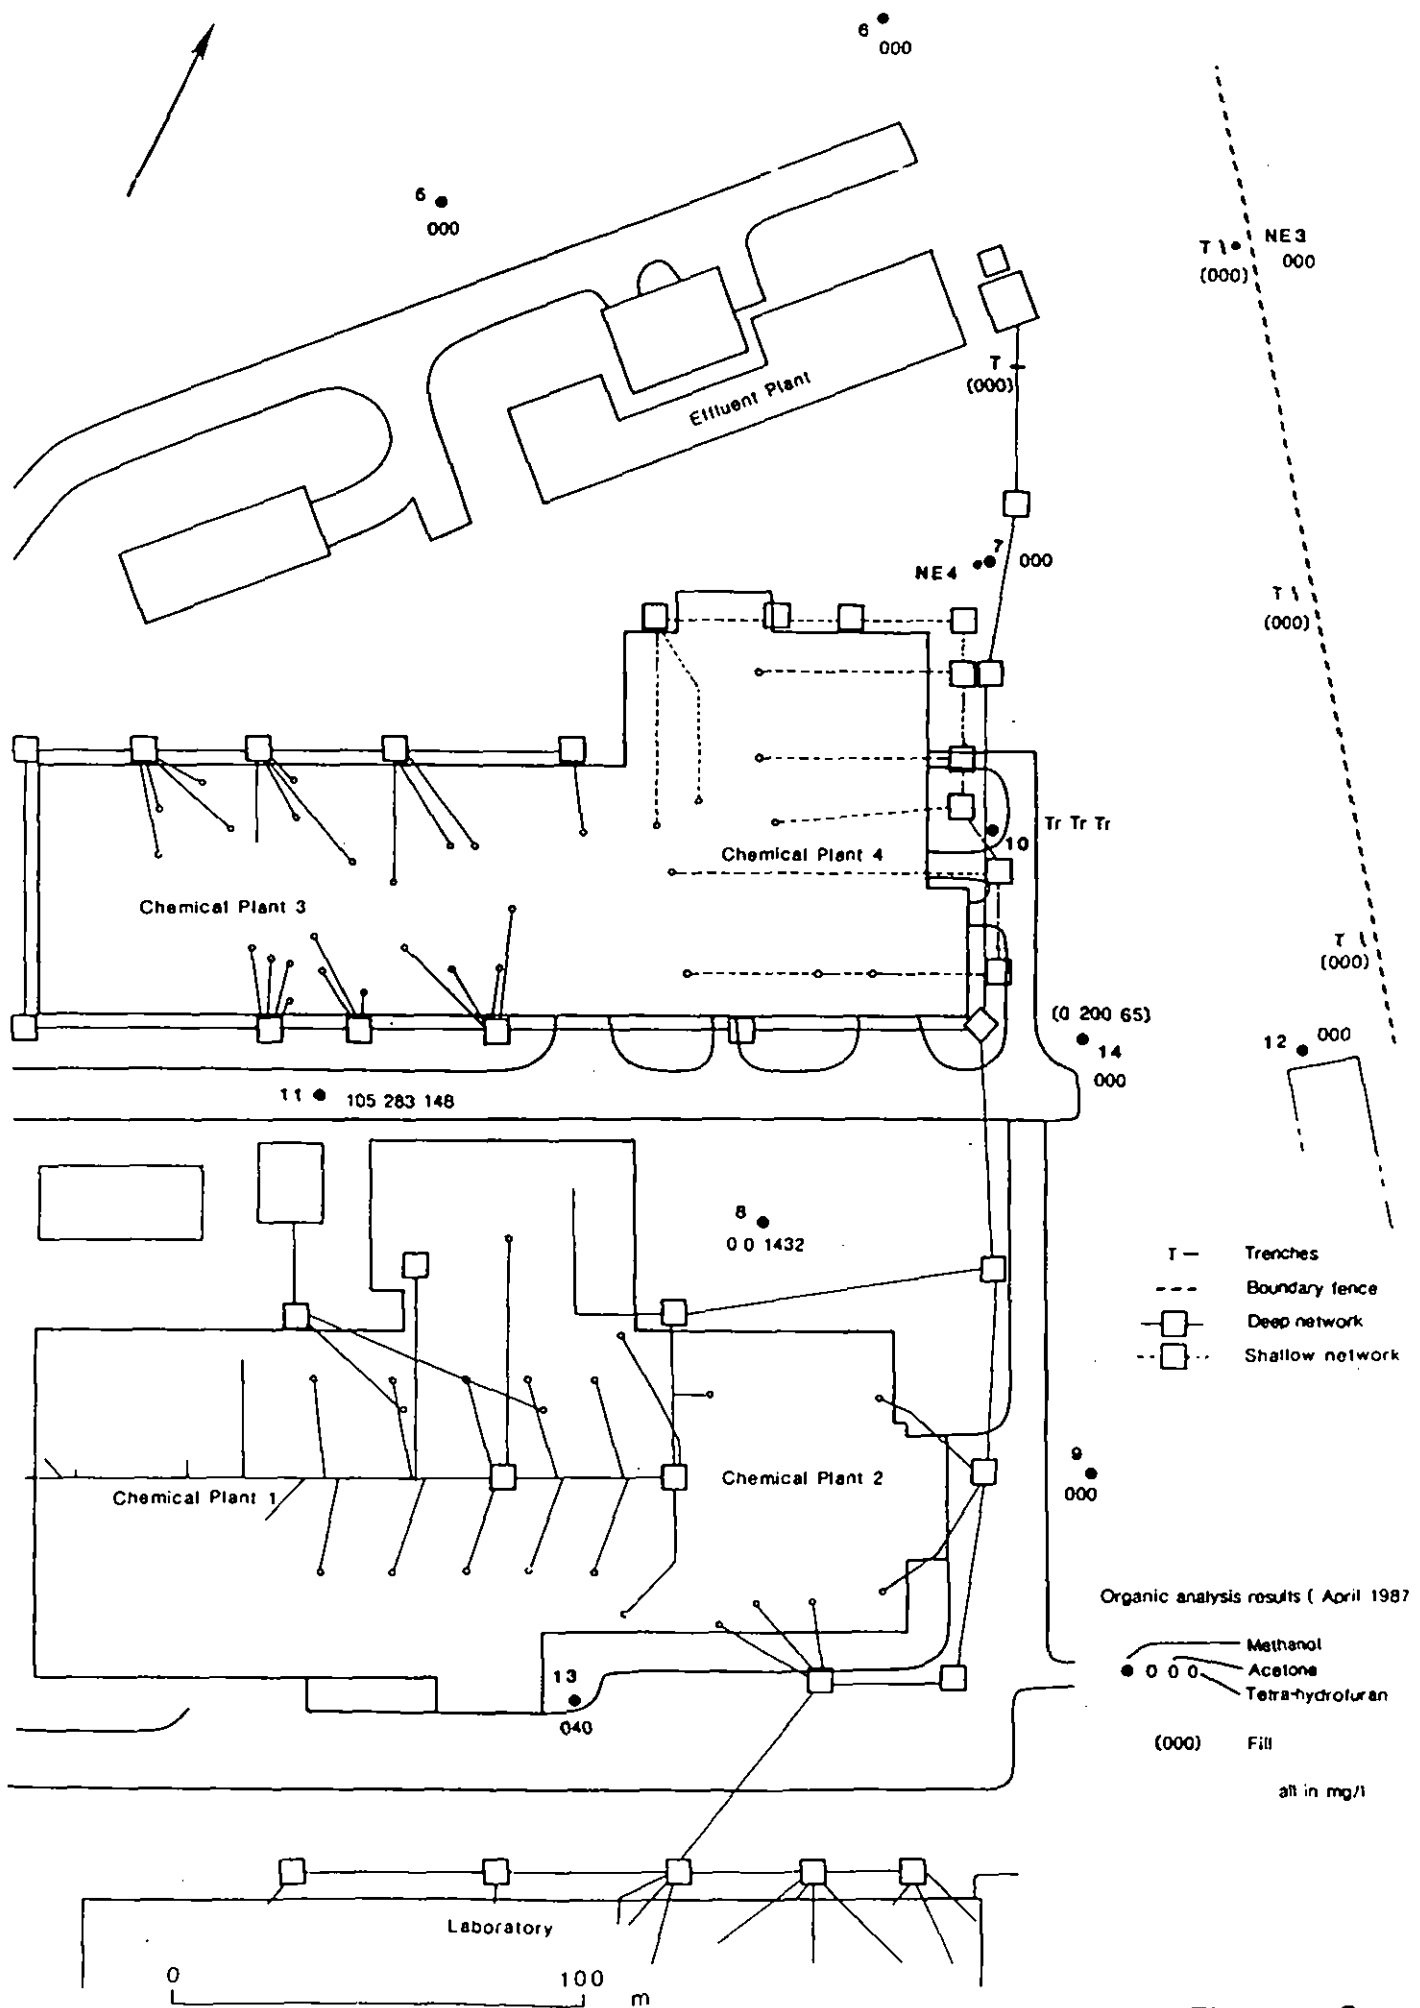 6
000
5
000
NE3
T
000
(000)
T
(000)
Effluent Plant
7
000
NE4
T
(000)
Tr Tr Tr
10
Chemical Plant 4
Chemical Plant 3
T
(000)
(0 200 65)
14
000
12
000
11
105 283 148
8
0 0 1432
T — Trenches
Boundary fence
Deep network
Shallow network
9
000
Chemical Plant 2
Chemical Plant 1
Organic analysis results ( April 1987
Methanol
0 0 0
Acetone
Tetra-hydrofuran
13
040
(000) Fill
all in mg/l
Laboratory
0
100
m